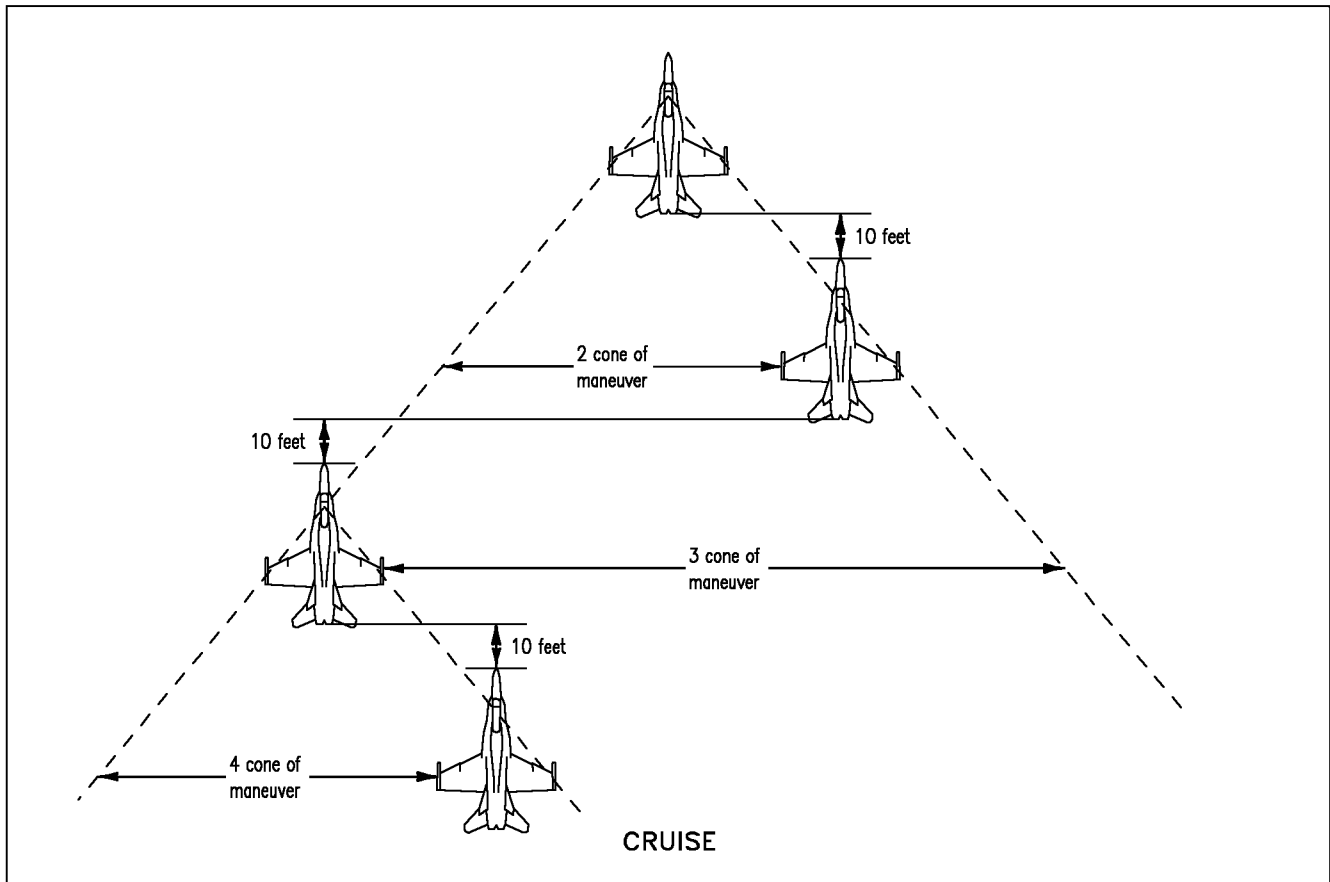 10 feet
2 cone of
maneuver
10 feet
3 cone of
maneuver
10 feet
4 cone of
maneuver
CRUISE